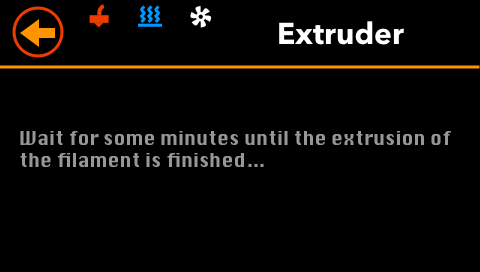 Extruder
Wait for some minutes until the extrusion of
the filament is finished...